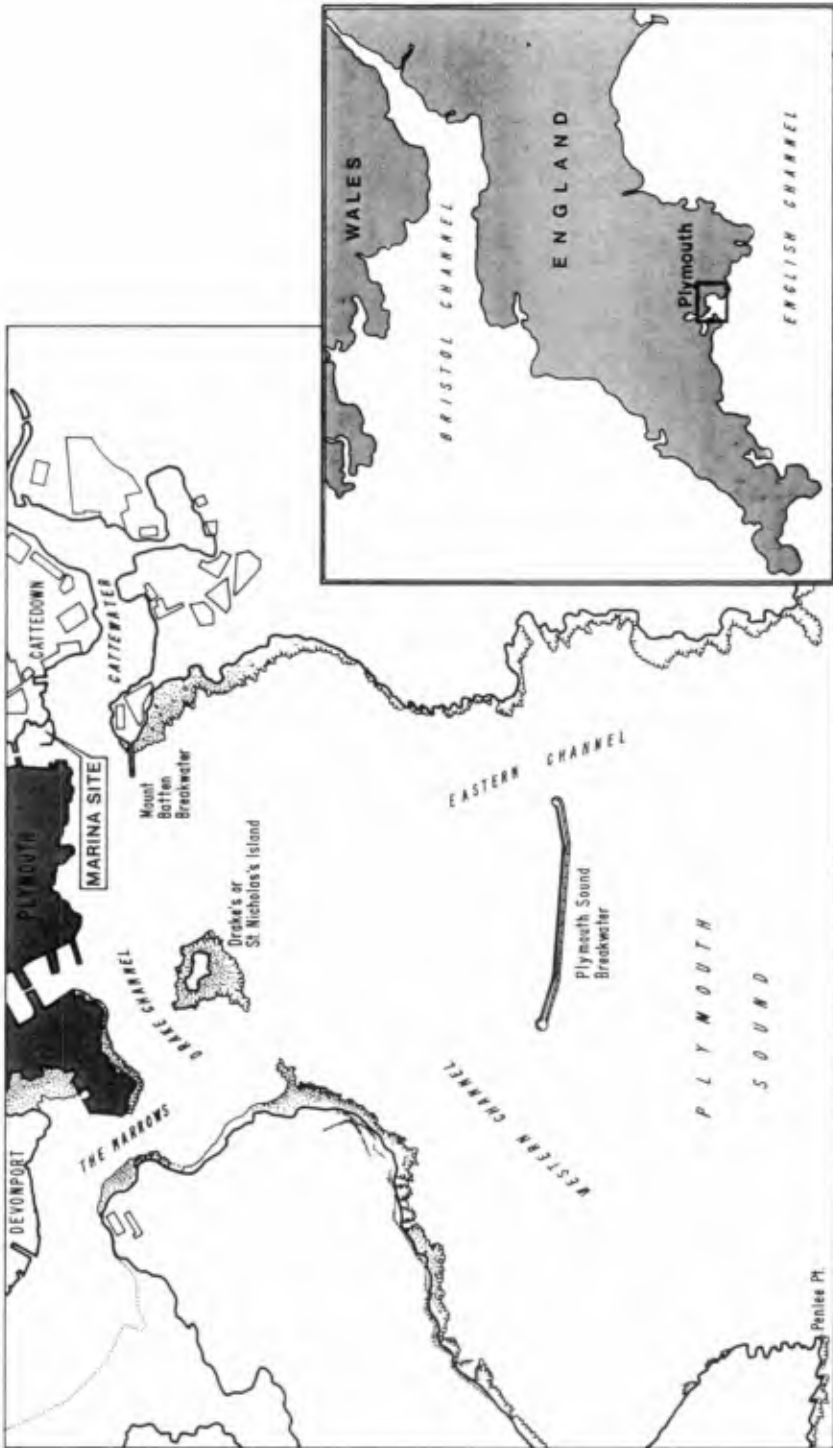 DEVONPORT
THE NARROWS
DRAKE CHANNEL
PLYMOUTH
MARINA SITE
CATTEDOWN
CATTEWATER
Mount
Batten
Breakwater
Drake's or
St Nicholas's Island
WESTERN CHANNEL
EASTERN CHANNEL
Plymouth Sound
Breakwater
PLYMOUTH
SOUND
Penlee Pt.
WALES
BRISTOL CHANNEL
ENGLAND
Plymouth
ENGLISH CHANNEL